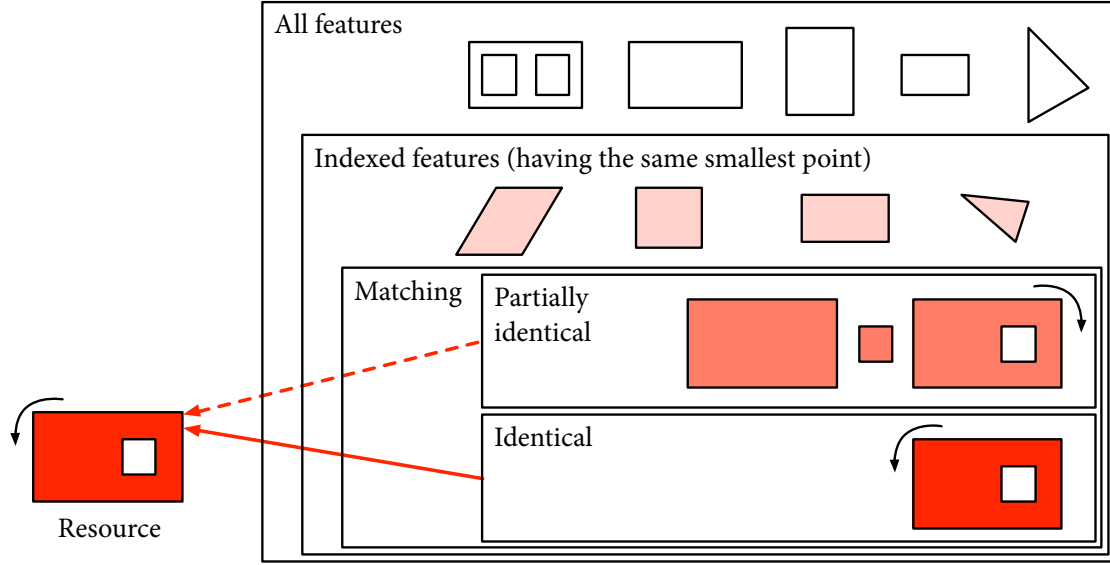 All features
Indexed features (having the same smallest point)
Matching
Partially
identical
Identical
Resource